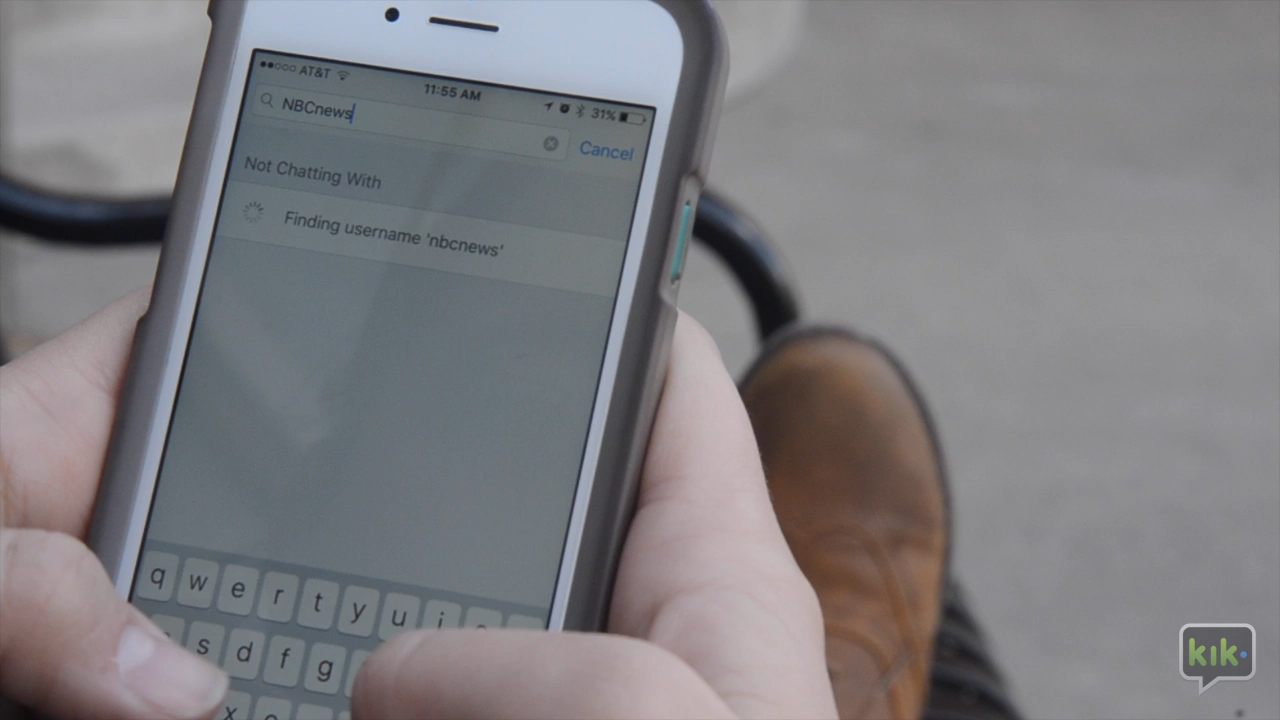 AT&T
11:55 AM
31%
NBCnews
Cancel
Not Chatting With
Finding username 'nbcnews'
q w e r t y u i
s d f g
x
kik